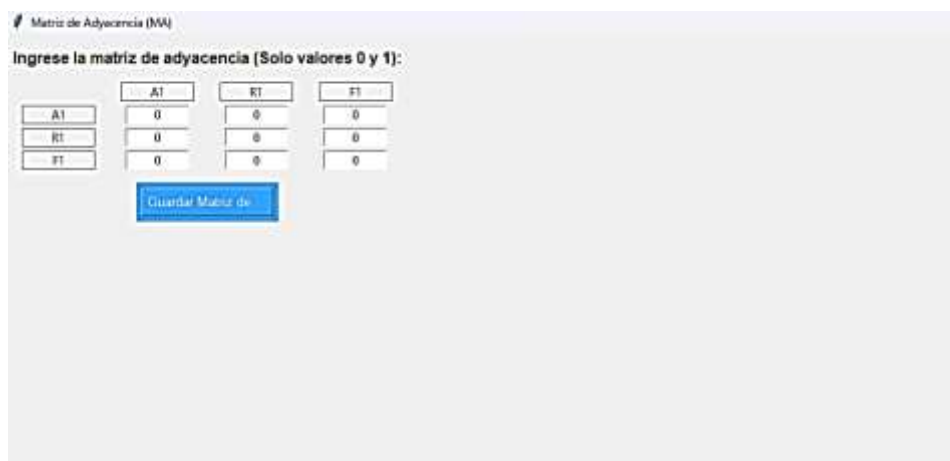 Matriz de Adyacencia (MA)
Ingrese la matriz de adyacencia (Solo valores 0 y 1):
A1 R1 F1
A1 0 0 0
R1 0 0 0
F1 0 0 0
Guardar Matriz de